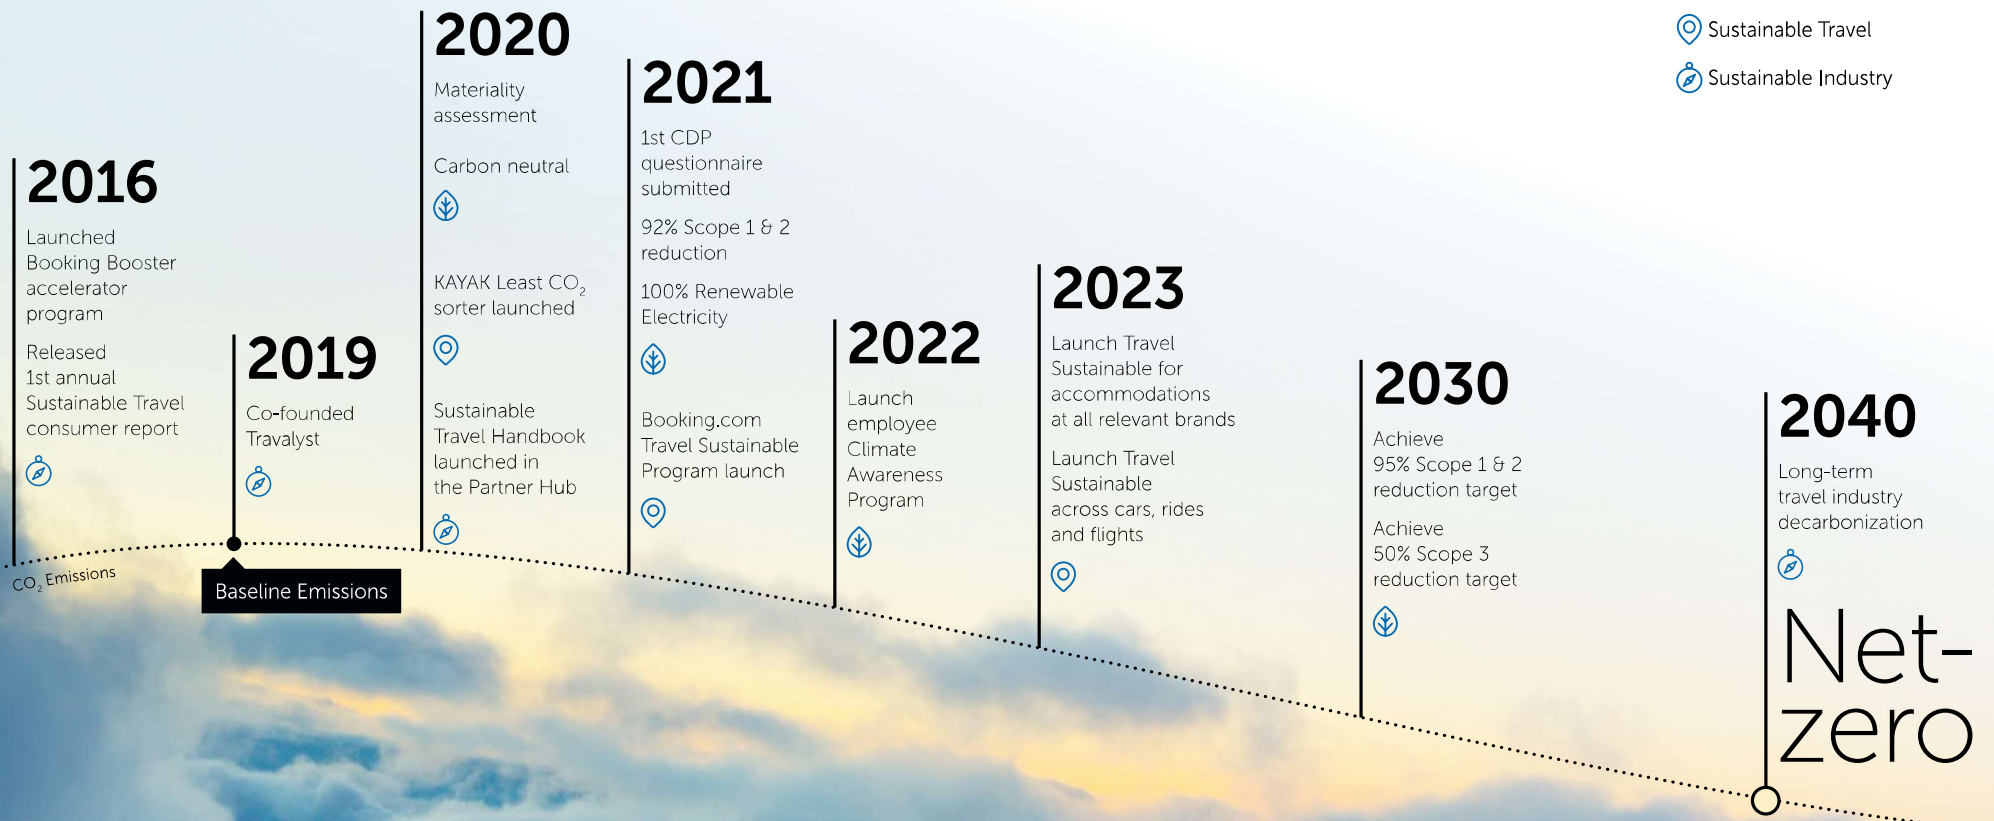 Sustainable Travel
Sustainable Industry
2016
Launched
Booking Booster
accelerator
program
Released
1st annual
Sustainable Travel
consumer report
2019
Co-founded
Travalyst
2020
Materiality
assessment
Carbon neutral
KAYAK Least CO₂
sorter launched
Sustainable
Travel Handbook
launched in
the Partner Hub
2021
1st CDP
questionnaire
submitted
92% Scope 1 & 2
reduction
100% Renewable
Electricity
Booking.com
Travel Sustainable
Program launch
2022
Launch
employee
Climate
Awareness
Program
2023
Launch Travel
Sustainable for
accommodations
at all relevant brands
Launch Travel
Sustainable
across cars, rides
and flights
2030
Achieve
95% Scope 1 & 2
reduction target
Achieve
50% Scope 3
reduction target
2040
Long-term
travel industry
decarbonization
Net-
zero
CO₂ Emissions
Baseline Emissions